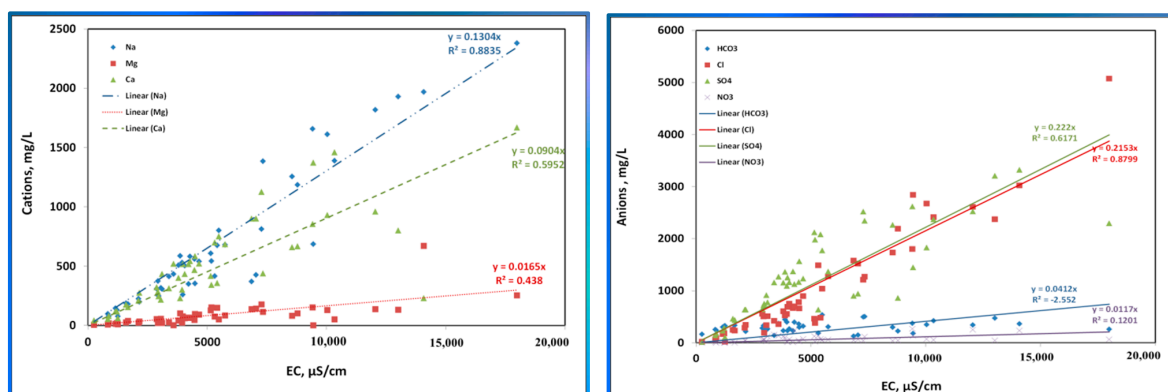 2500
2000
1500
1000
500
0
0
5000
10,000
15,000
20,000
Cations, mg/L
EC, µS/cm
Na
Mg
Ca
Linear (Na)
Linear (Mg)
Linear (Ca)
y = 0.1304x
R² = 0.8835
y = 0.0904x
R² = 0.5952
y = 0.0165x
R² = 0.438
6000
5000
4000
3000
2000
1000
0
0
5000
10,000
15,000
20,000
Anions , mg/L
EC, µS/cm
HCO3
Cl
SO4
NO3
Linear (HCO3)
Linear (Cl)
Linear (SO4)
Linear (NO3)
y = 0.222x
R² = 0.6171
y = 0.2153x
R² = 0.8799
y = 0.0412x
R² = -2.552
y = 0.0117x
R² = 0.1201